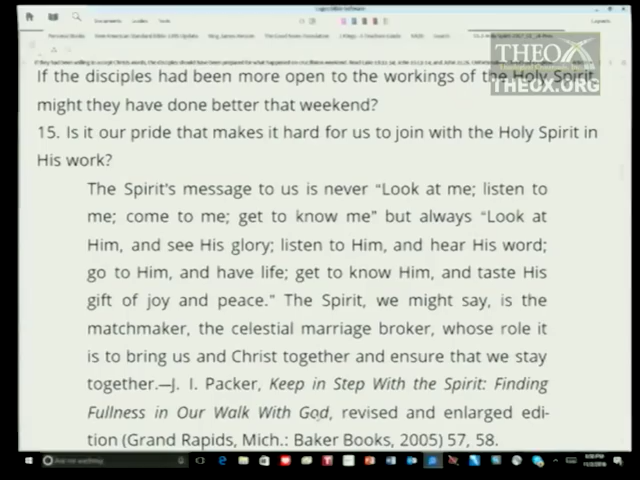 Logos Bible Software
Documents Guides Tools
Layouts
THEOX
THEOX.ORG
If the disciples had been more open to the workings of the Holy Spirit,
might they have done better that weekend?
15. Is it our pride that makes it hard for us to join with the Holy Spirit in
His work?
The Spirit's message to us is never “Look at me; listen to
me; come to me; get to know me” but always “Look at
Him, and see His glory; listen to Him, and hear His word;
go to Him, and have life; get to know Him, and taste His
gift of joy and peace.” The Spirit, we might say, is the
matchmaker, the celestial marriage broker, whose role it
is to bring us and Christ together and ensure that we stay
together.—J. I. Packer, Keep in Step With the Spirit: Finding
Fullness in Our Walk With God, revised and enlarged edi-
tion (Grand Rapids, Mich.: Baker Books, 2005) 57, 58.